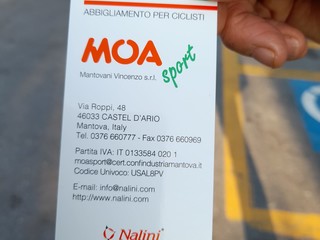 ABBIGLIAMENTO PER CICLISTI
MOA
sport
Mantovani Vincenzo s.r.l.
Via Roppi, 48
46033 CASTEL D'ARIO
Mantova, Italy
Tel. 0376 660777 - Fax 0376 660969
Partita IVA: IT 0133584 020 1
moasport@cert.confindustriamantova.it
Codice Univoco: USAL8PV
E-mail: info@nalini.com
http://www.nalini.com
Nalini®